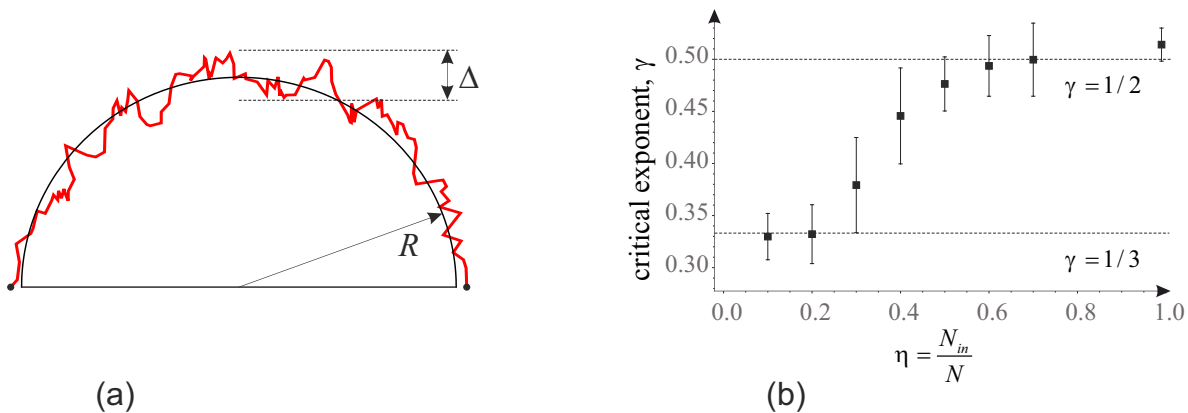 Δ
R
(a)
critical exponent, γ
0.50
0.45
0.40
0.35
0.30
γ = 1/2
γ = 1/3
0.0 0.2 0.4 0.6 0.8 1.0
η = N_in / N
(b)